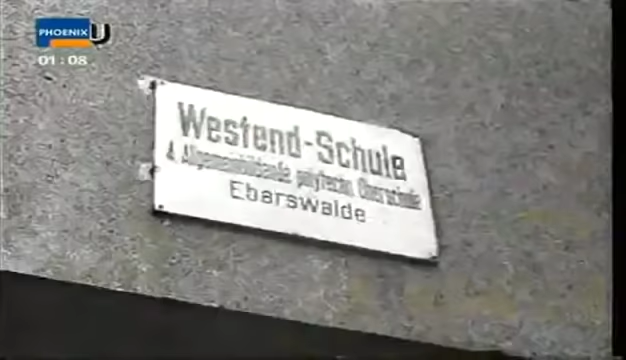 PHOENIX
01:08
Westend-Schule
4. Allgemeinbildende polytechn. Oberschule
Eberswalde